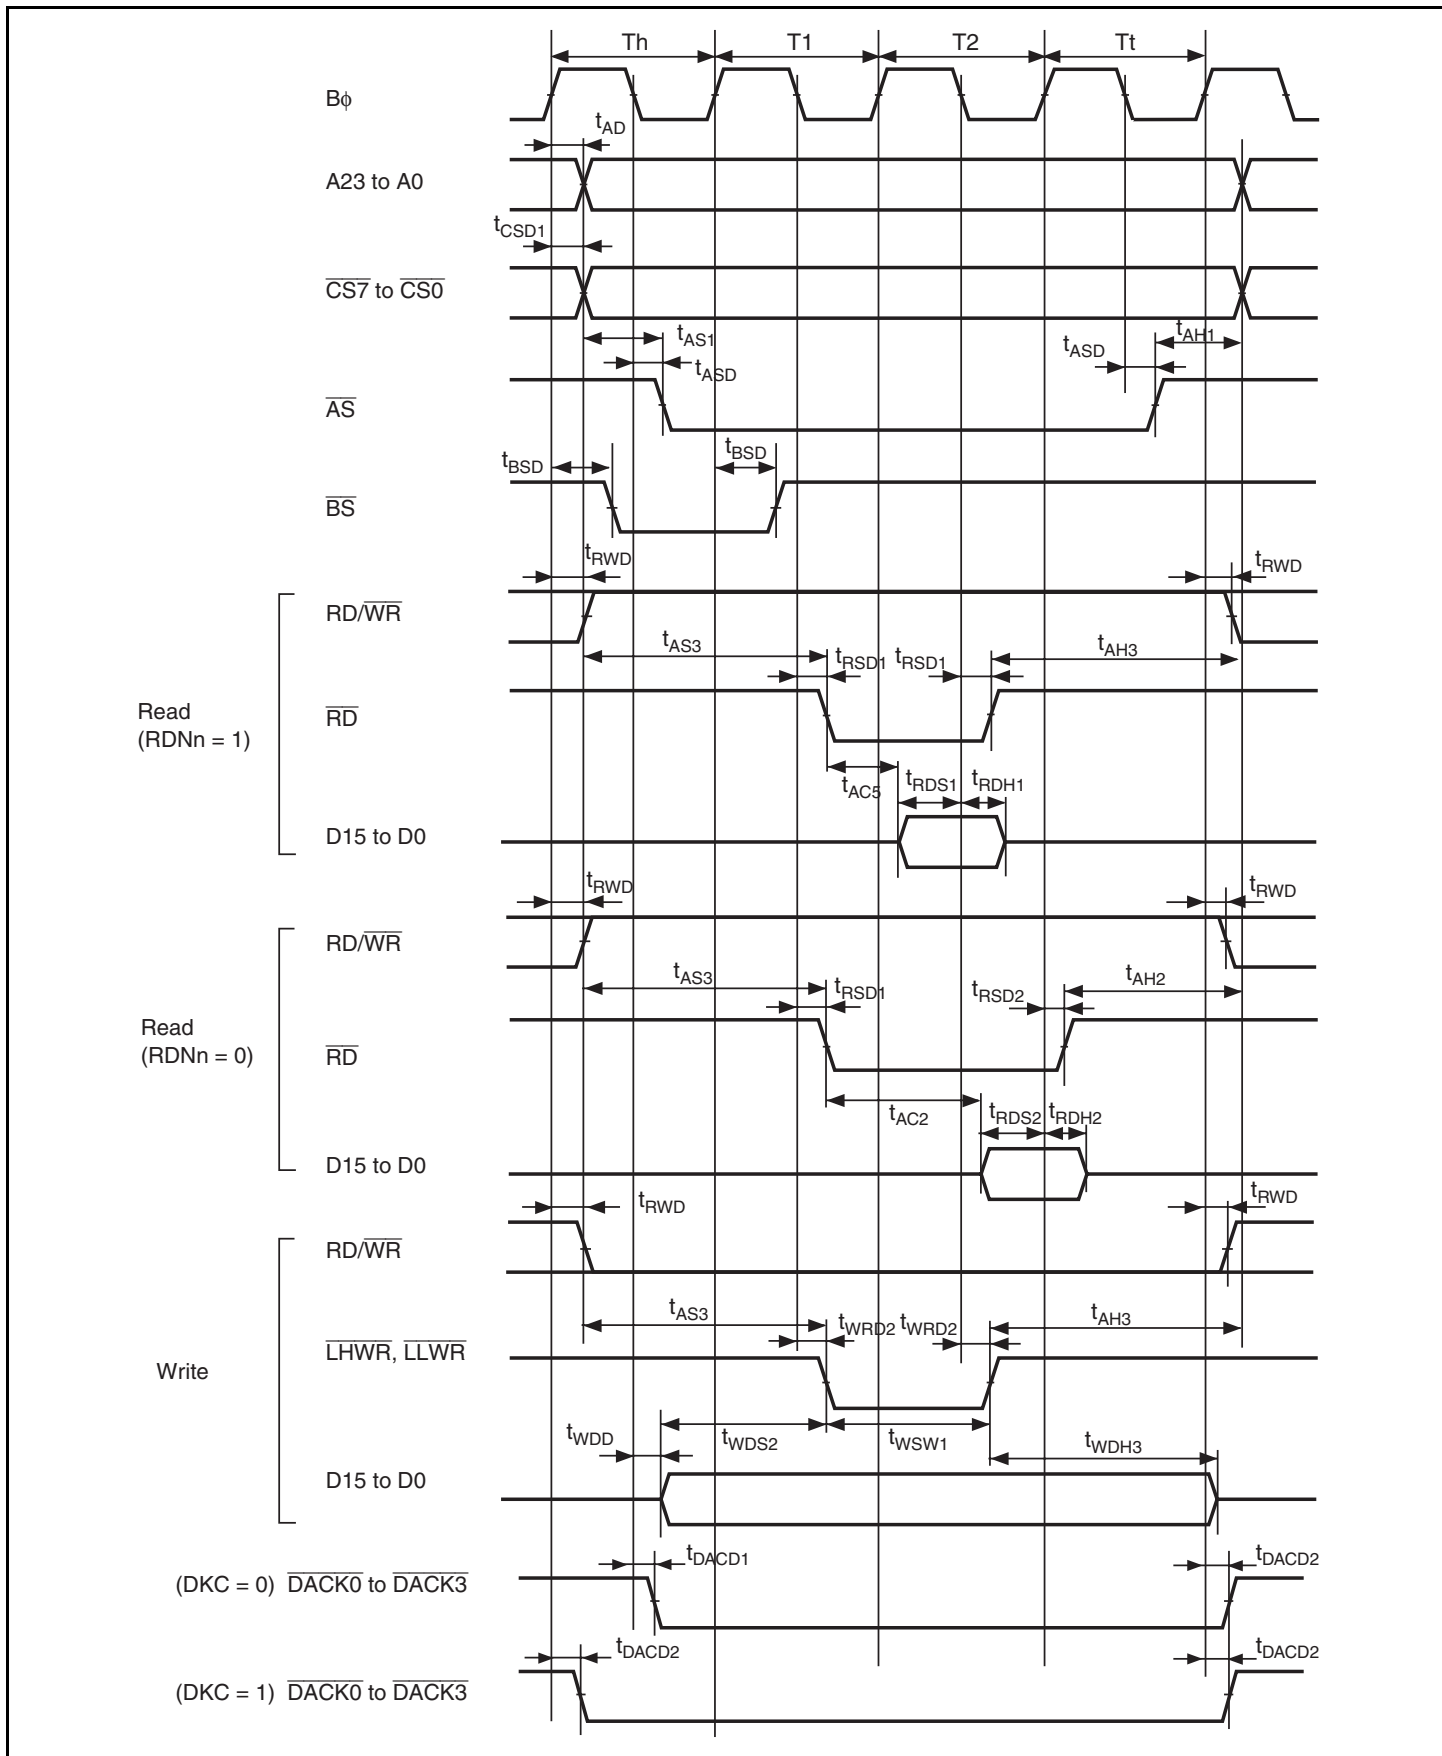 Th T1 T2 Tt
Bφ
tAD
A23 to A0
tCSD1
CS7 to CS0
tAS1 tAH1
tASD tASD
AS
tBSD tBSD
BS
tRWD tRWD
RD/WR
tAS3 tRSD1 tRSD1 tAH3
Read
(RDNn = 1)
RD
tAC5 tRDS1 tRDH1
D15 to D0
tRWD tRWD
RD/WR
tAS3 tRSD1 tRSD2 tAH2
Read
(RDNn = 0)
RD
tAC2 tRDS2 tRDH2
D15 to D0
tRWD tRWD
RD/WR
tAS3 tWRD2 tWRD2 tAH3
LHWR, LLWR
Write
tWDD tWDS2 tWSW1 tWDH3
D15 to D0
tDACD1 tDACD2
(DKC = 0) DACK0 to DACK3
tDACD2 tDACD2
(DKC = 1) DACK0 to DACK3